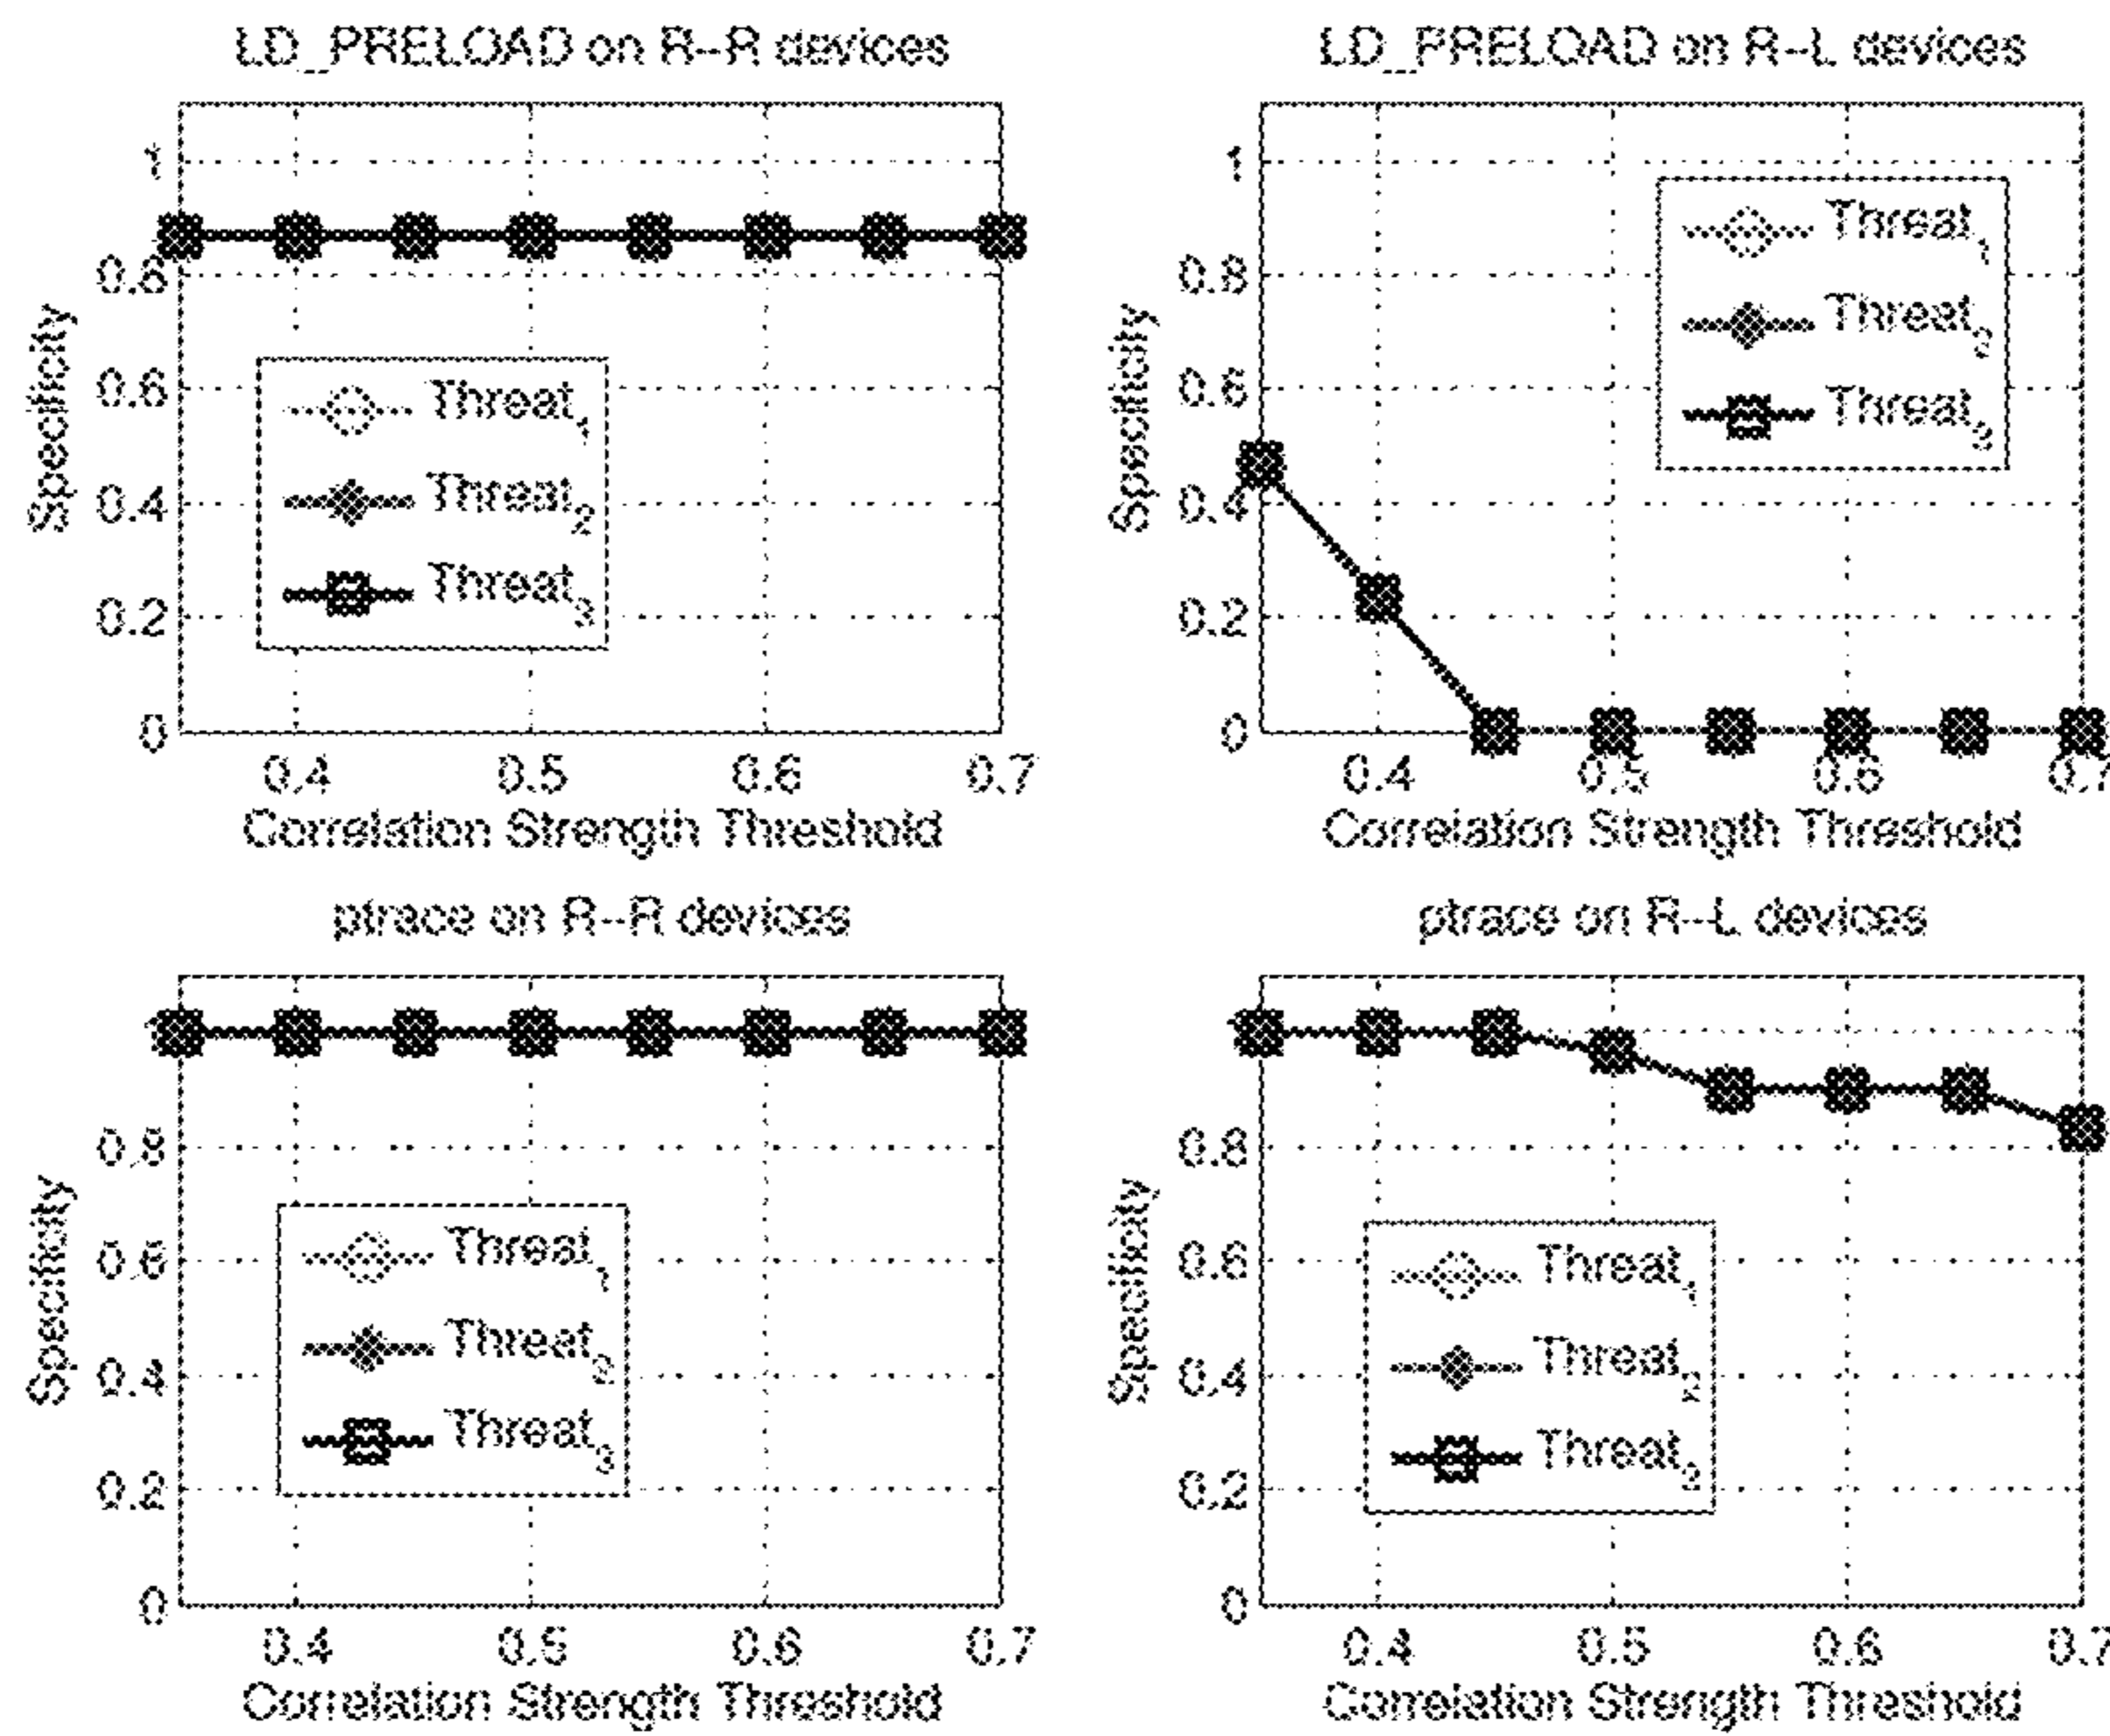 LD_PRELOAD on R--R devices
Specificity
1
0.8
0.6
0.4
0.2
0
Threat1
Threat2
Threat3
0.4 0.5 0.6 0.7
Correlation Strength Threshold
LD_PRELOAD on R--L devices
Specificity
1
0.8
0.6
0.4
0.2
0
Threat1
Threat2
Threat3
0.4 0.5 0.6 0.7
Correlation Strength Threshold
ptrace on R--R devices
Specificity
1
0.8
0.6
0.4
0.2
0
Threat1
Threat2
Threat3
0.4 0.5 0.6 0.7
Correlation Strength Threshold
ptrace on R--L devices
Specificity
1
0.8
0.6
0.4
0.2
0
Threat1
Threat2
Threat3
0.4 0.5 0.6 0.7
Correlation Strength Threshold